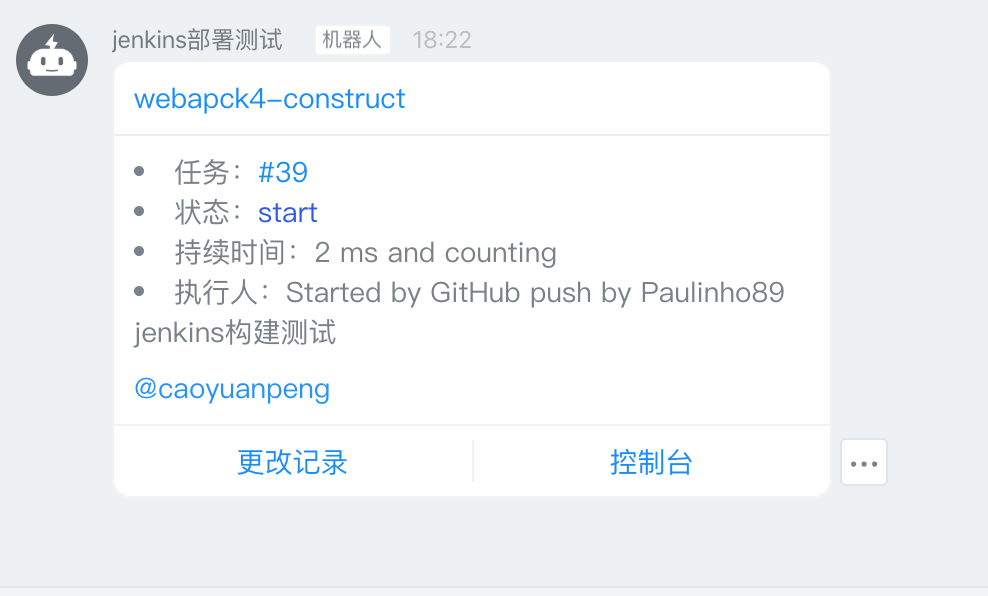 jenkins部署测试 机器人 18:22
webapck4-construct
• 任务：#39
• 状态：start
• 持续时间：2 ms and counting
• 执行人：Started by GitHub push by Paulinho89
jenkins构建测试
@caoyuanpeng
更改记录 控制台